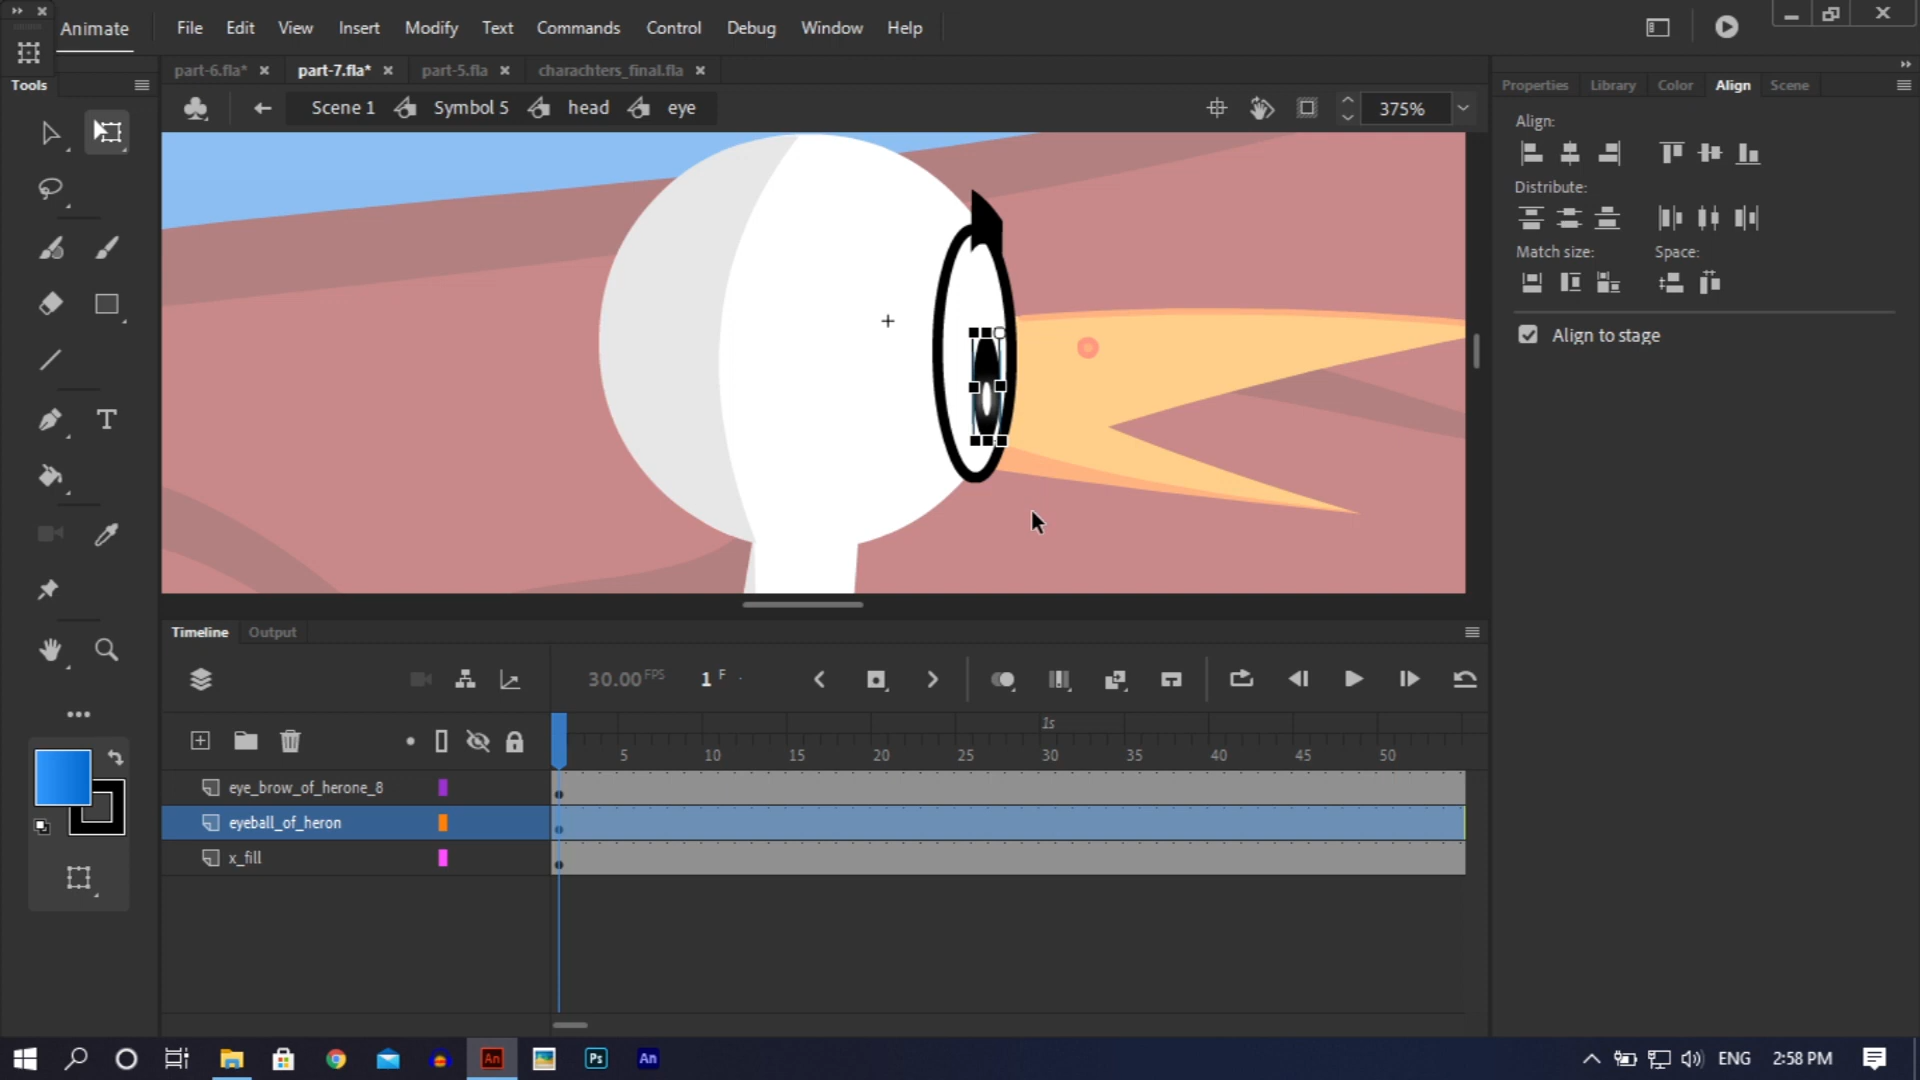 Animate File Edit View Insert Modify Text Commands Control Debug Window Help
Tools part-6.fla* part-7.fla* part-5.fla charachters_final.fla Properties Library Color Align Scene
Scene 1 Symbol 5 head eye 375%
Align:
Distribute:
Match size: Space:
Align to stage
T
Timeline Output
30.00 FPS 1 F
1s
5 10 15 20 25 30 35 40 45 50
eye_brow_of_herone_8
eyeball_of_heron
x_fill
An Ps An ENG 2:58 PM